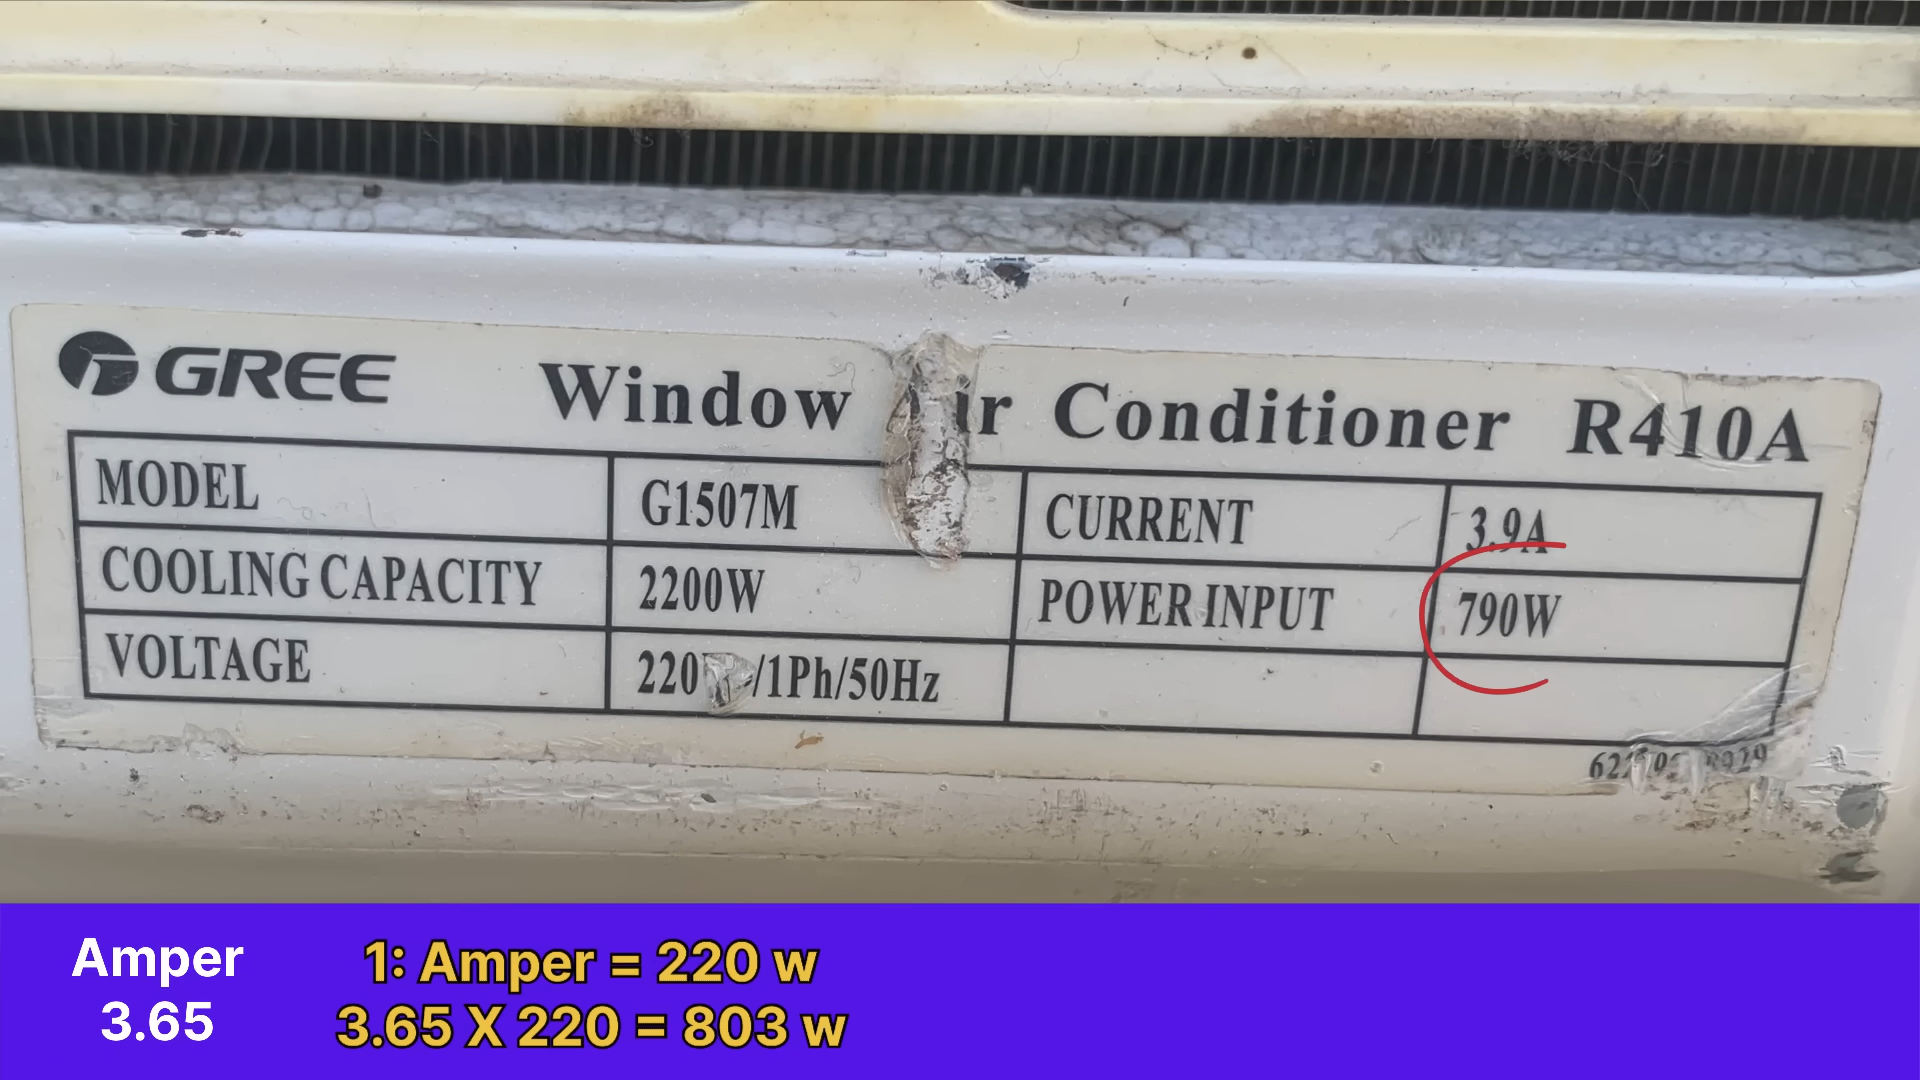 GREE Window Conditioner R410A
MODEL G1507M CURRENT 3.9A
COOLING CAPACITY 2200W POWER INPUT 790W
VOLTAGE 220 /1Ph/50Hz
Amper
3.65
1: Amper = 220 w
3.65 X 220 = 803 w